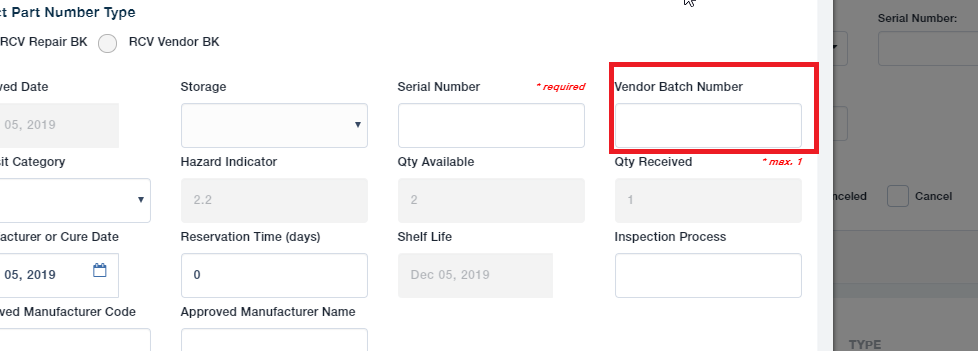 ct Part Number Type
Serial Number:
RCV Repair BK RCV Vendor BK
ved Date Storage Serial Number * required Vendor Batch Number
05, 2019
sit Category Hazard Indicator Qty Available Qty Received * max. 1
2.2 2 1
nceled Cancel
acturer or Cure Date Reservation Time (days) Shelf Life Inspection Process
05, 2019 0 Dec 05, 2019
ved Manufacturer Code Approved Manufacturer Name
TYPE